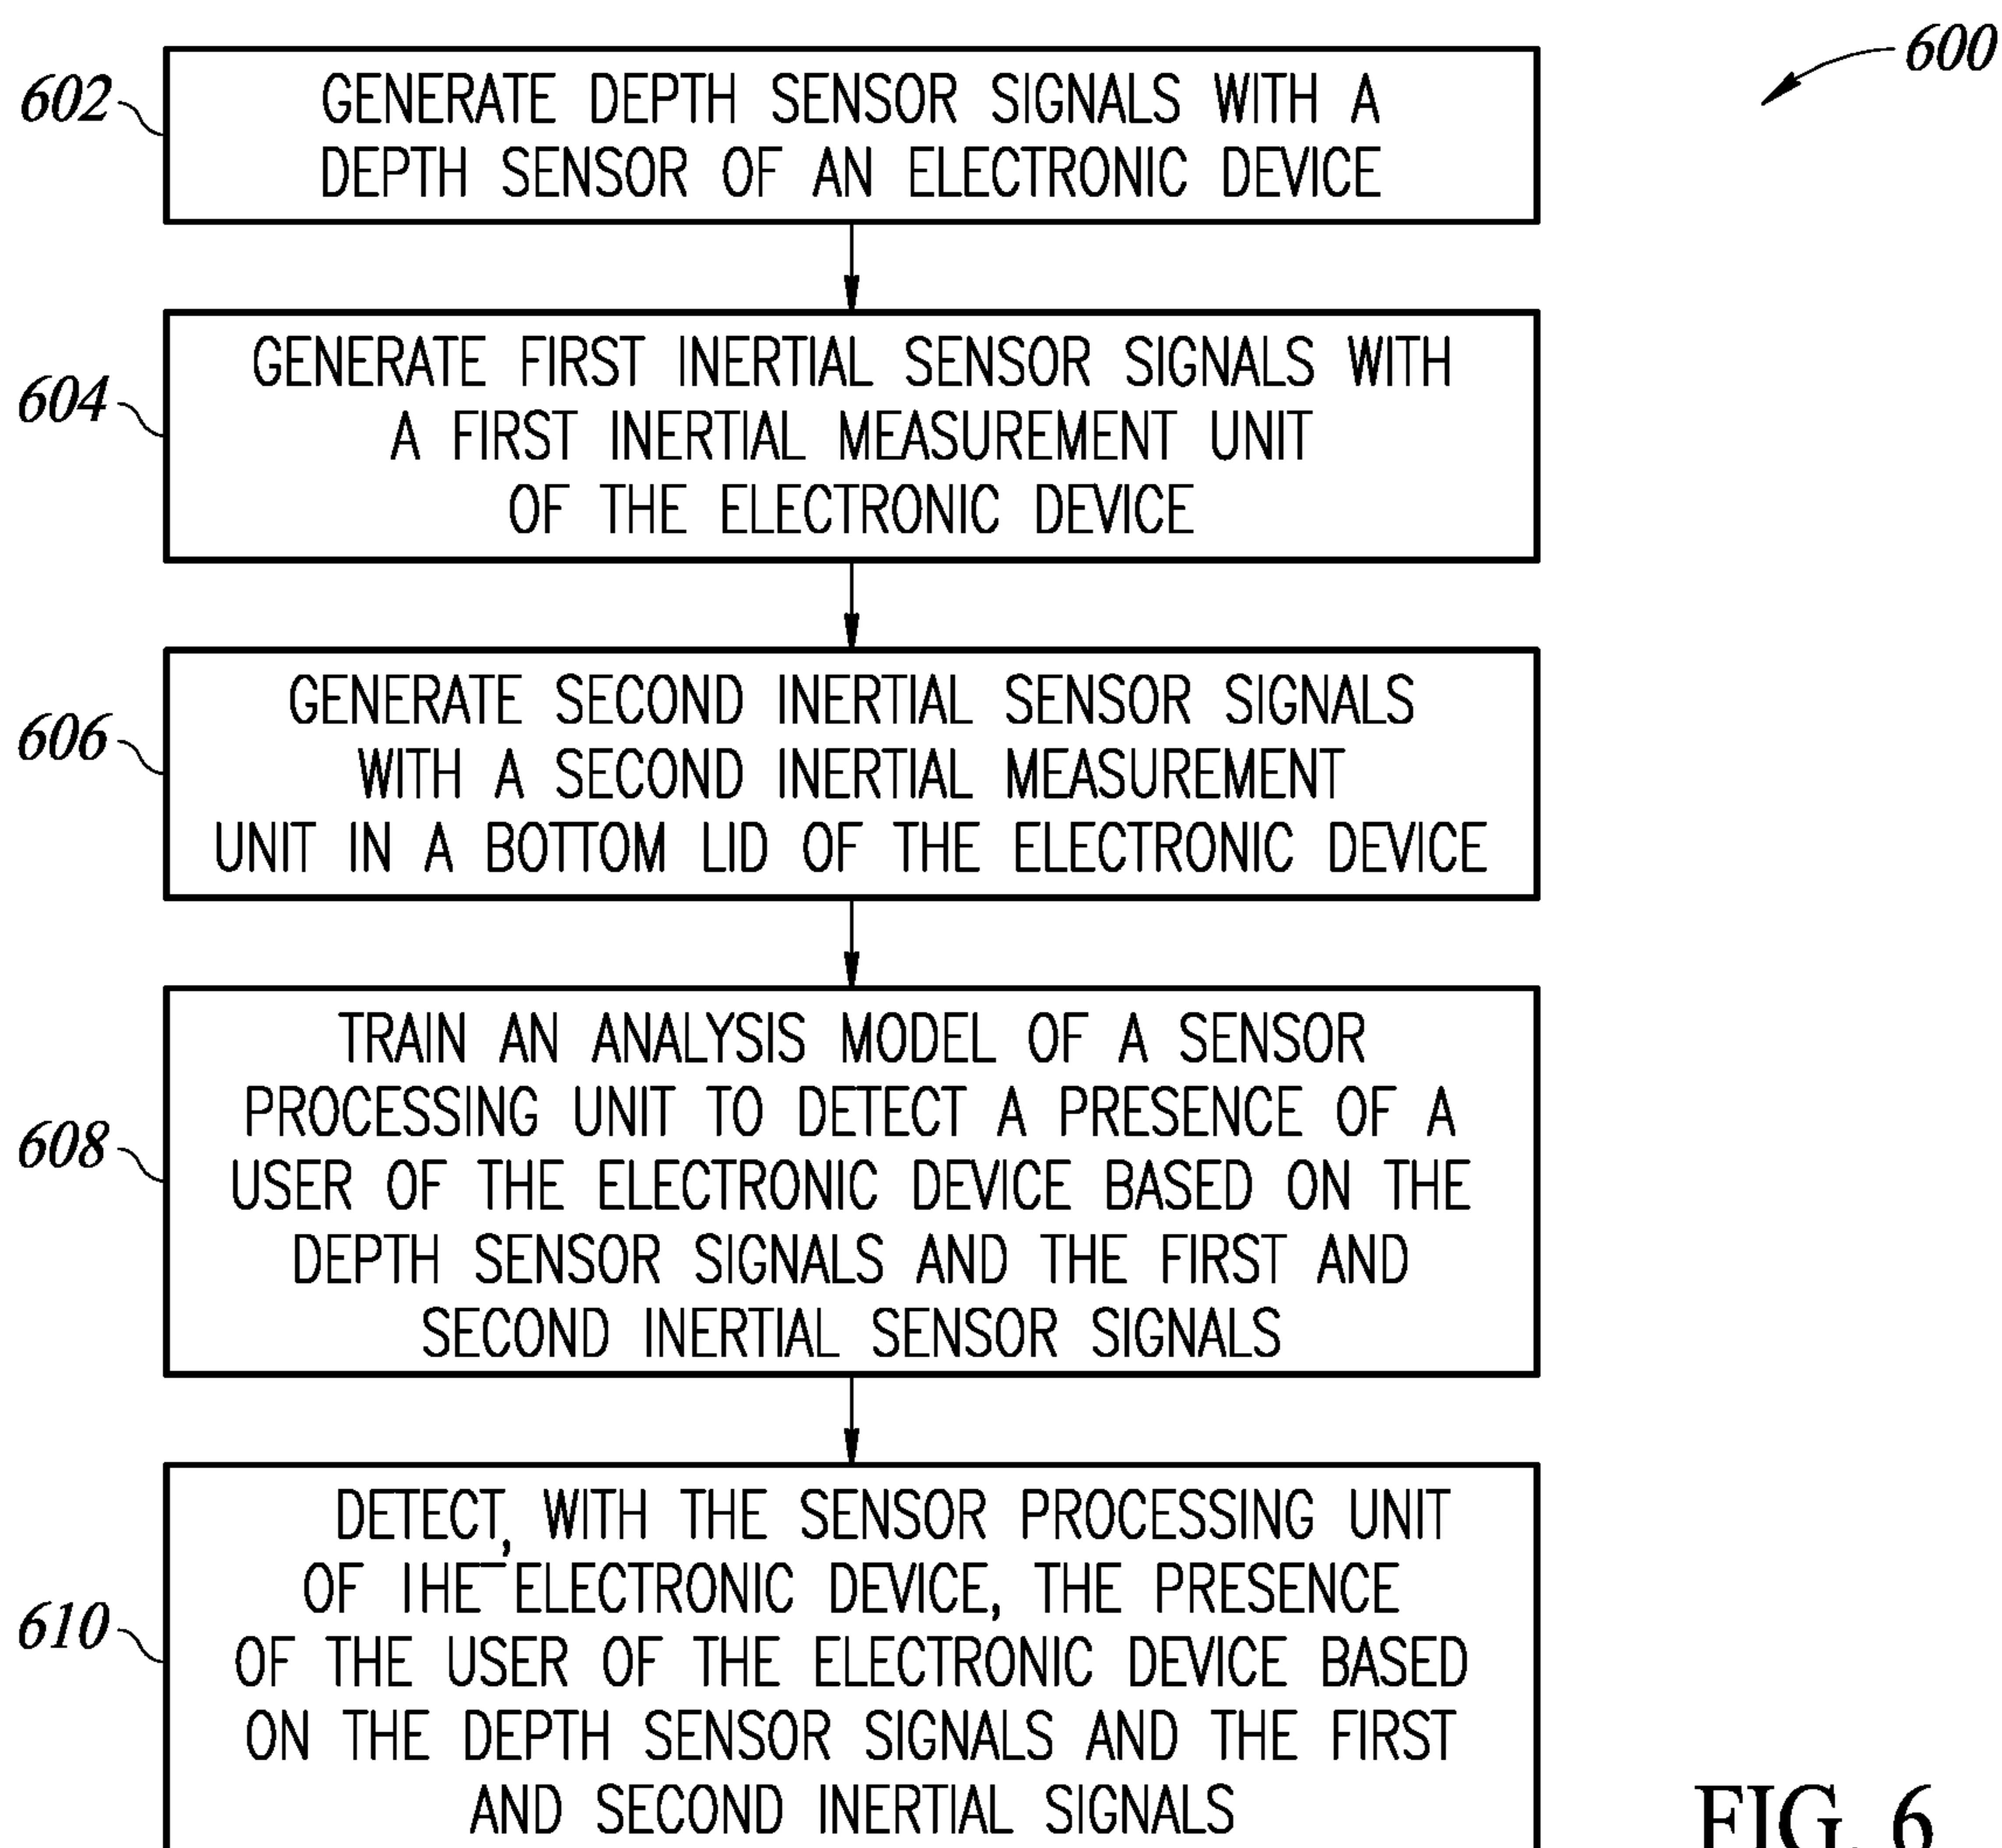 600
602
GENERATE DEPTH SENSOR SIGNALS WITH A
DEPTH SENSOR OF AN ELECTRONIC DEVICE
604
GENERATE FIRST INERTIAL SENSOR SIGNALS WITH
A FIRST INERTIAL MEASUREMENT UNIT
OF THE ELECTRONIC DEVICE
606
GENERATE SECOND INERTIAL SENSOR SIGNALS
WITH A SECOND INERTIAL MEASUREMENT
UNIT IN A BOTTOM LID OF THE ELECTRONIC DEVICE
608
TRAIN AN ANALYSIS MODEL OF A SENSOR
PROCESSING UNIT TO DETECT A PRESENCE OF A
USER OF THE ELECTRONIC DEVICE BASED ON THE
DEPTH SENSOR SIGNALS AND THE FIRST AND
SECOND INERTIAL SENSOR SIGNALS
610
DETECT, WITH THE SENSOR PROCESSING UNIT
OF THE ELECTRONIC DEVICE, THE PRESENCE
OF THE USER OF THE ELECTRONIC DEVICE BASED
ON THE DEPTH SENSOR SIGNALS AND THE FIRST
AND SECOND INERTIAL SIGNALS
FIG. 6